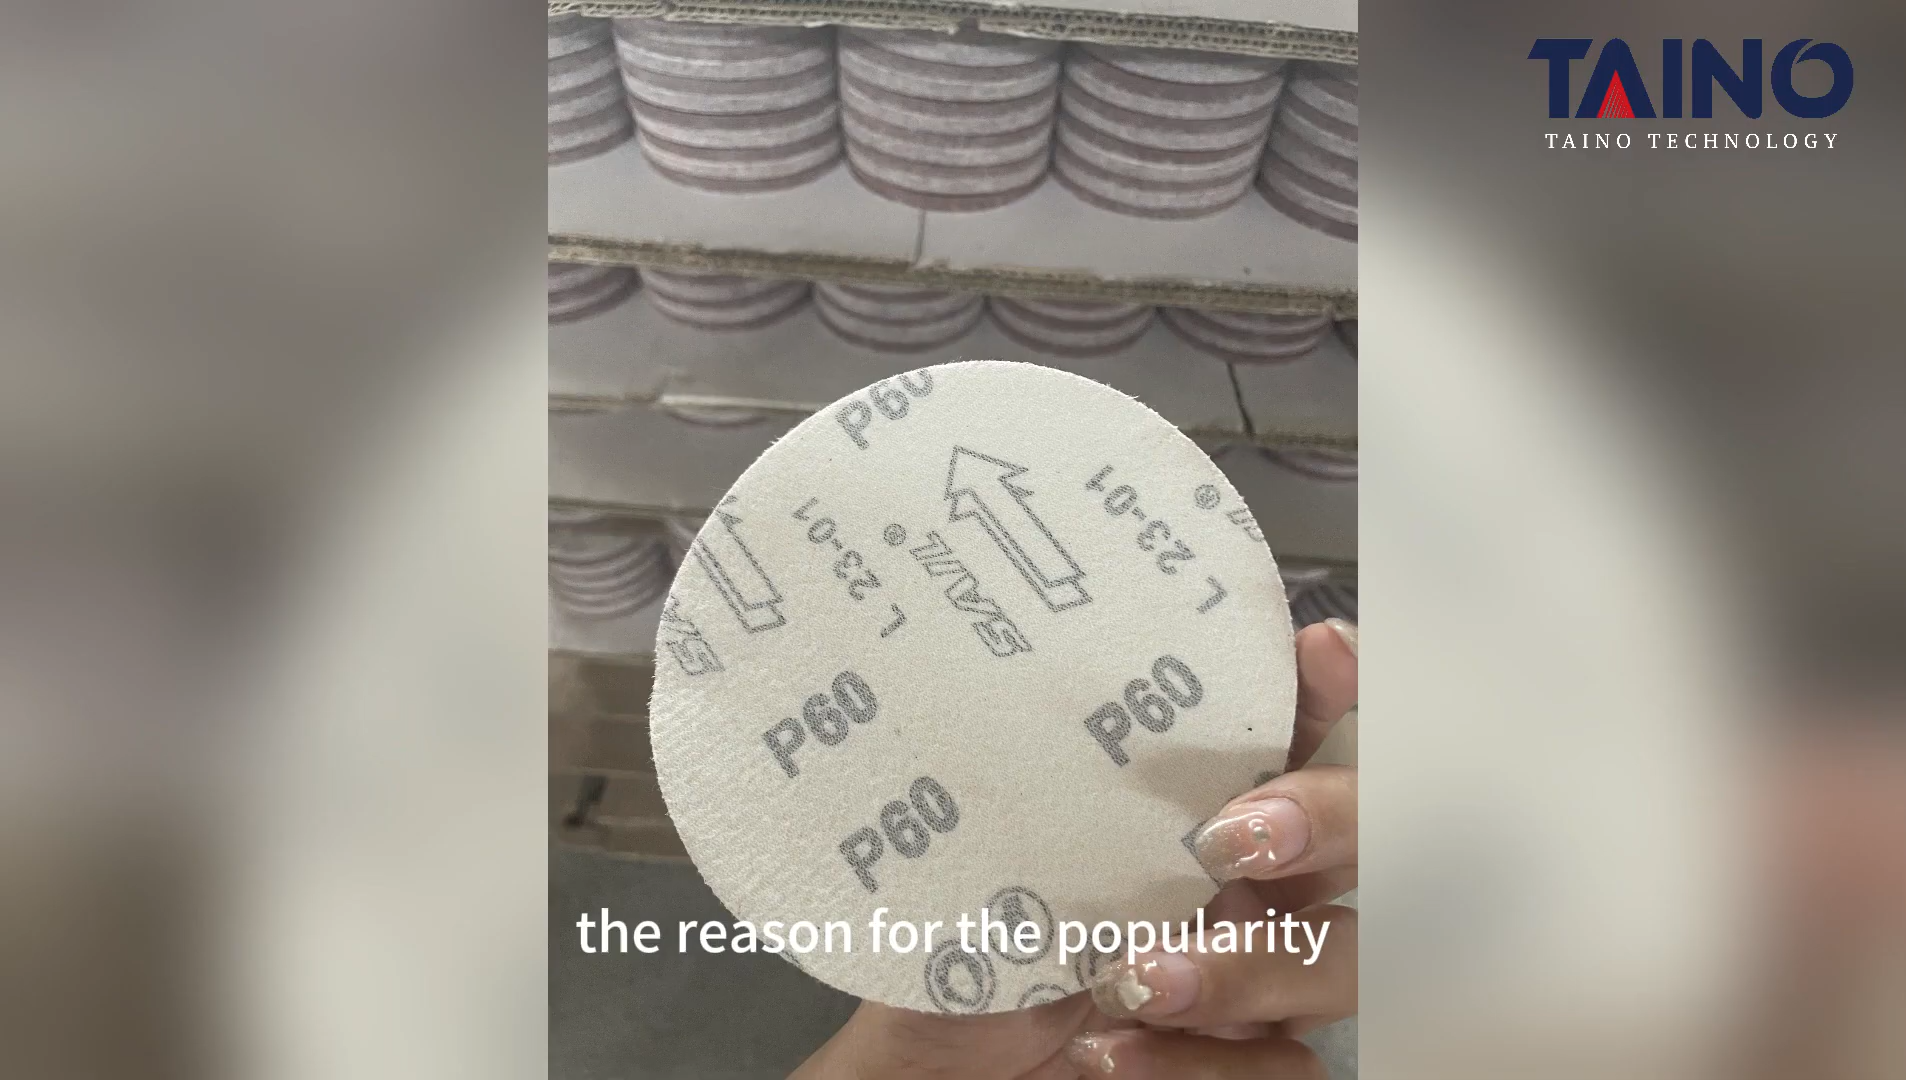 TAINO
TAINO TECHNOLOGY
P60
L 23-01
SAIL®
L 23-01
P60
P60
P60
the reason for the popularity